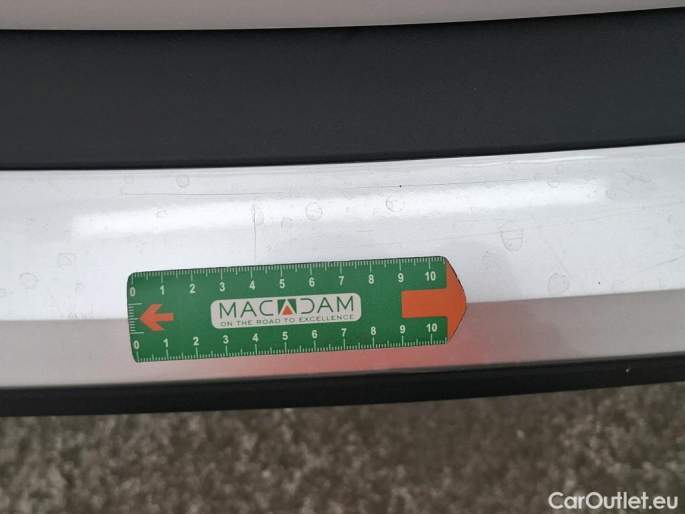 0 1 2 3 4 5 6 7 8 9 10
MACADAM
ON THE ROAD TO EXCELLENCE
0 1 2 3 4 5 6 7 8 9 10
CarOutlet.eu